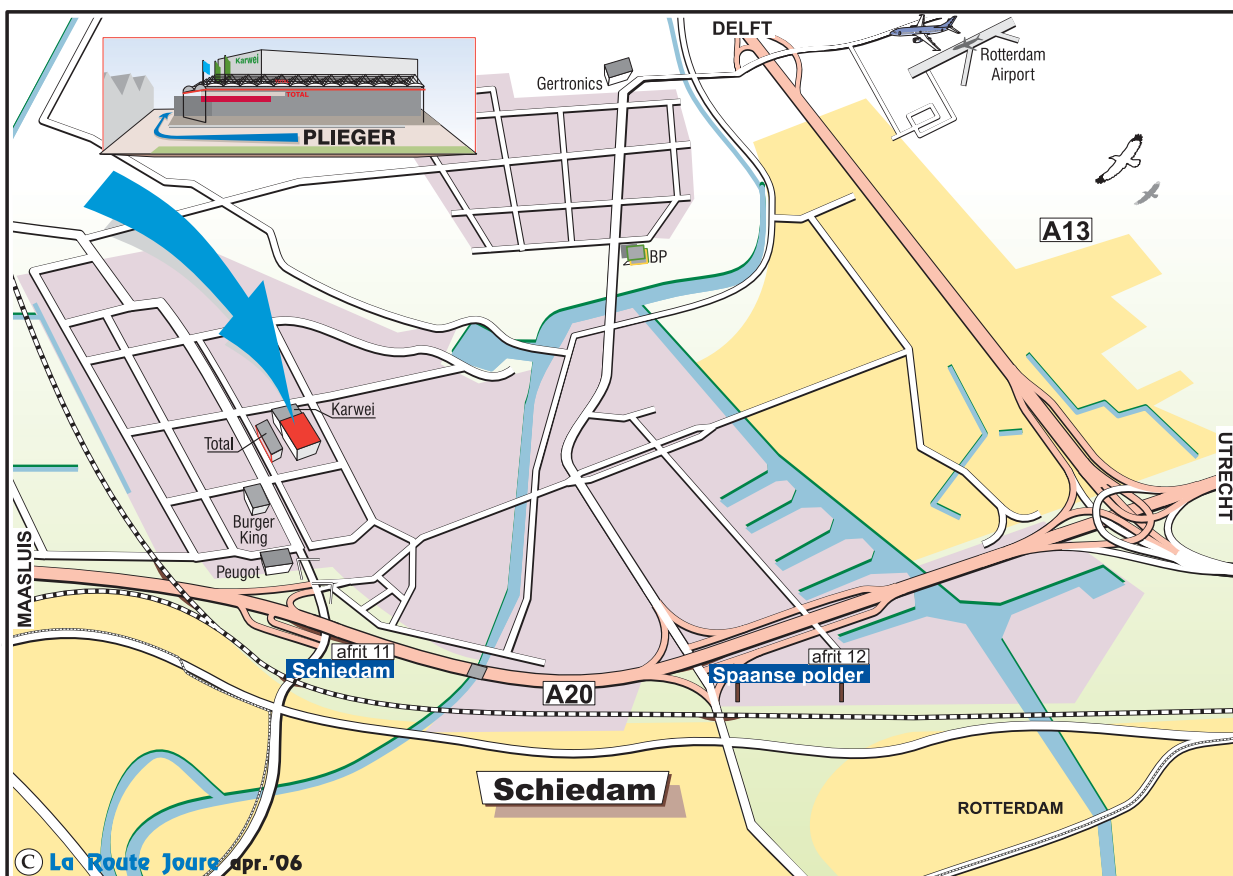 DELFT
Rotterdam
Airport
Karwei
TOTAL
PLIEGER
Gertronics
A13
BP
Karwei
Total
UTRECHT
Burger
King
Peugot
MAASLUIS
afrit 11
Schiedam
afrit 12
Spaanse polder
A20
Schiedam
ROTTERDAM
© La Route Joure apr.'06